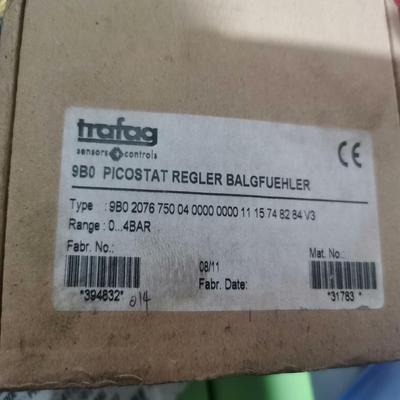 trafag
sensors controls
CE
9B0 PICOSTAT REGLER BALGFUEHLER
Type : 9B0 2076 750 04 0000 0000 11 15 74 82 84 V3
Range : 0...4BAR
Fabr. No.:
08/11
Mat. No.:
Fabr. Date:
*394832*
014
*31783*